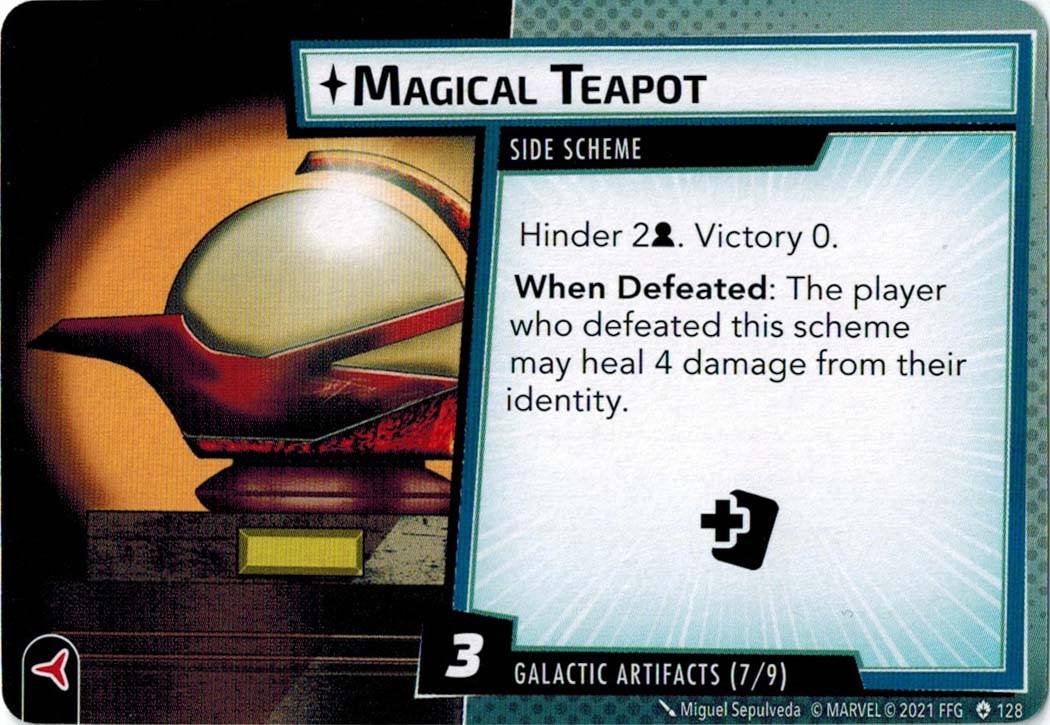 Magical Teapot
SIDE SCHEME
Hinder 2. Victory 0.
When Defeated: The player
who defeated this scheme
may heal 4 damage from their
identity.
3
GALACTIC ARTIFACTS (7/9)
Miguel Sepulveda © MARVEL © 2021 FFG 128